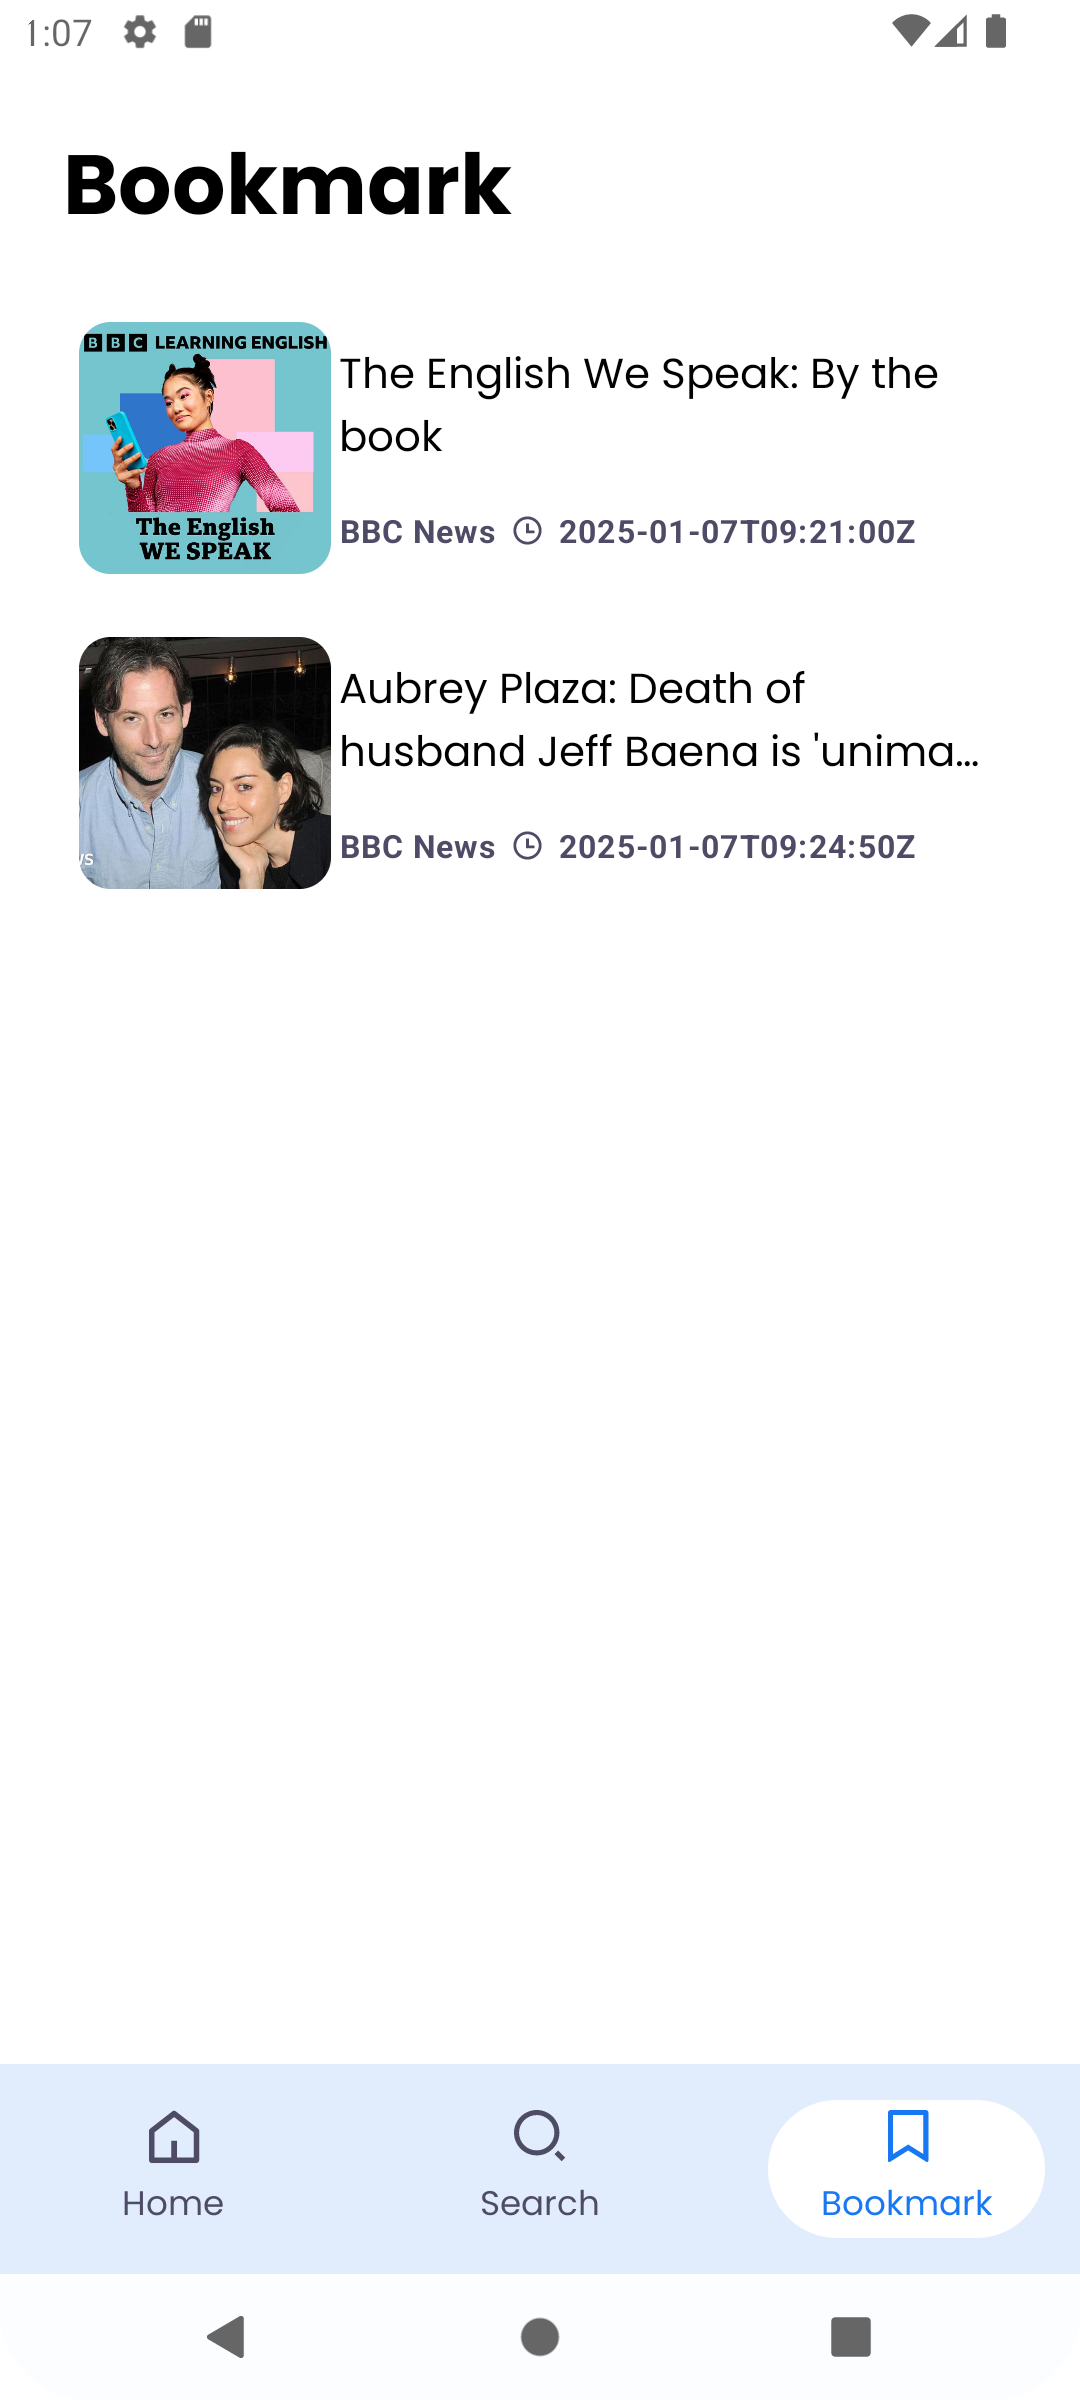 1:07
Bookmark
BBC LEARNING ENGLISH
The English
WE SPEAK
The English We Speak: By the
book
BBC News 2025-01-07T09:21:00Z
WS
Aubrey Plaza: Death of
husband Jeff Baena is 'unima...
BBC News 2025-01-07T09:24:50Z
Home
Search
Bookmark